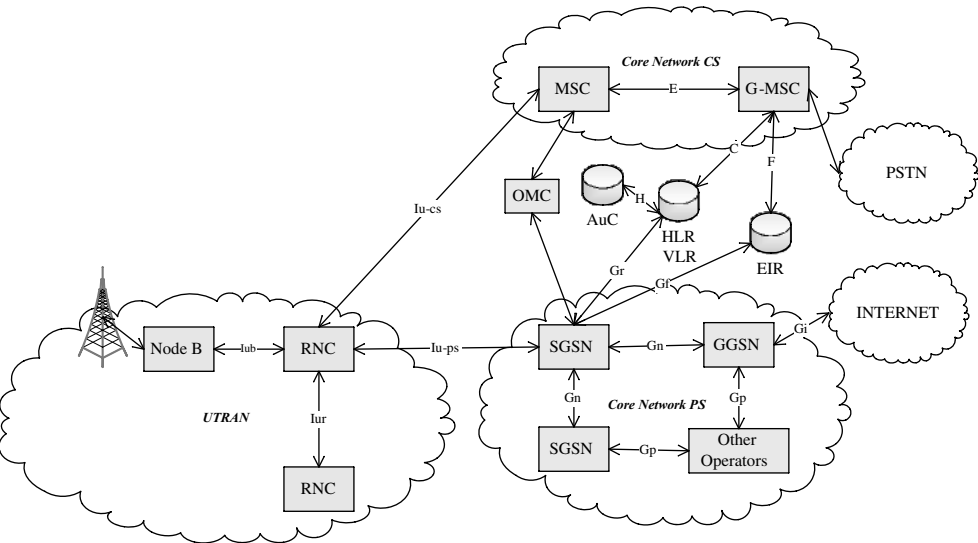 Core Network CS
MSC
E
G-MSC
C
F
PSTN
OMC
H
AuC
HLR
VLR
EIR
Iu-cs
Gr
Gf
INTERNET
Gi
Node B
Iub
RNC
Iu-ps
SGSN
Gn
GGSN
UTRAN
Iur
Gn
Core Network PS
Gp
RNC
SGSN
Gp
Other
Operators